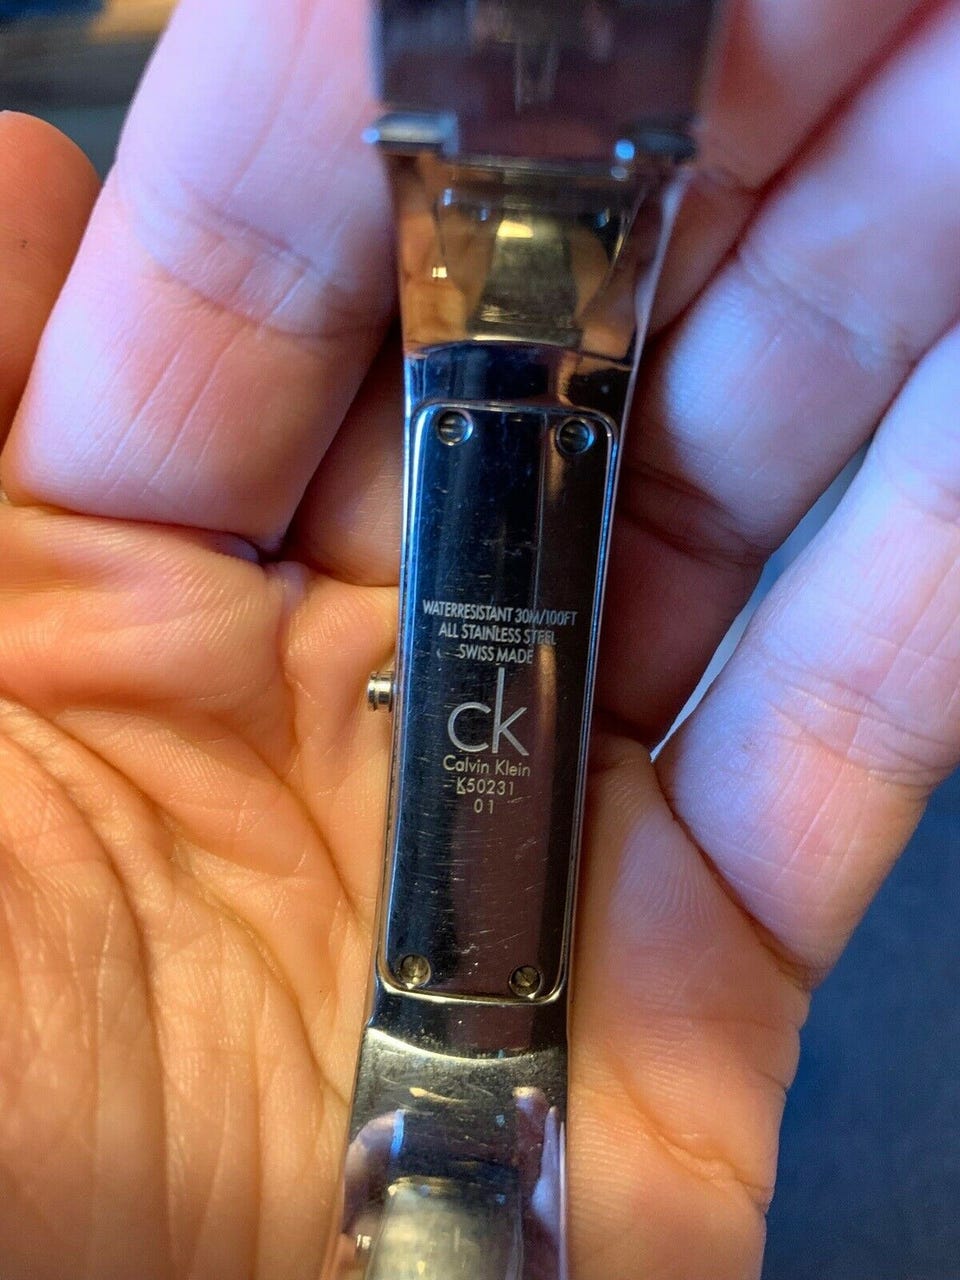 WATERRESISTANT 30M/100FT
ALL STAINLESS STEEL
SWISS MADE
ck
Calvin Klein
K50231
01